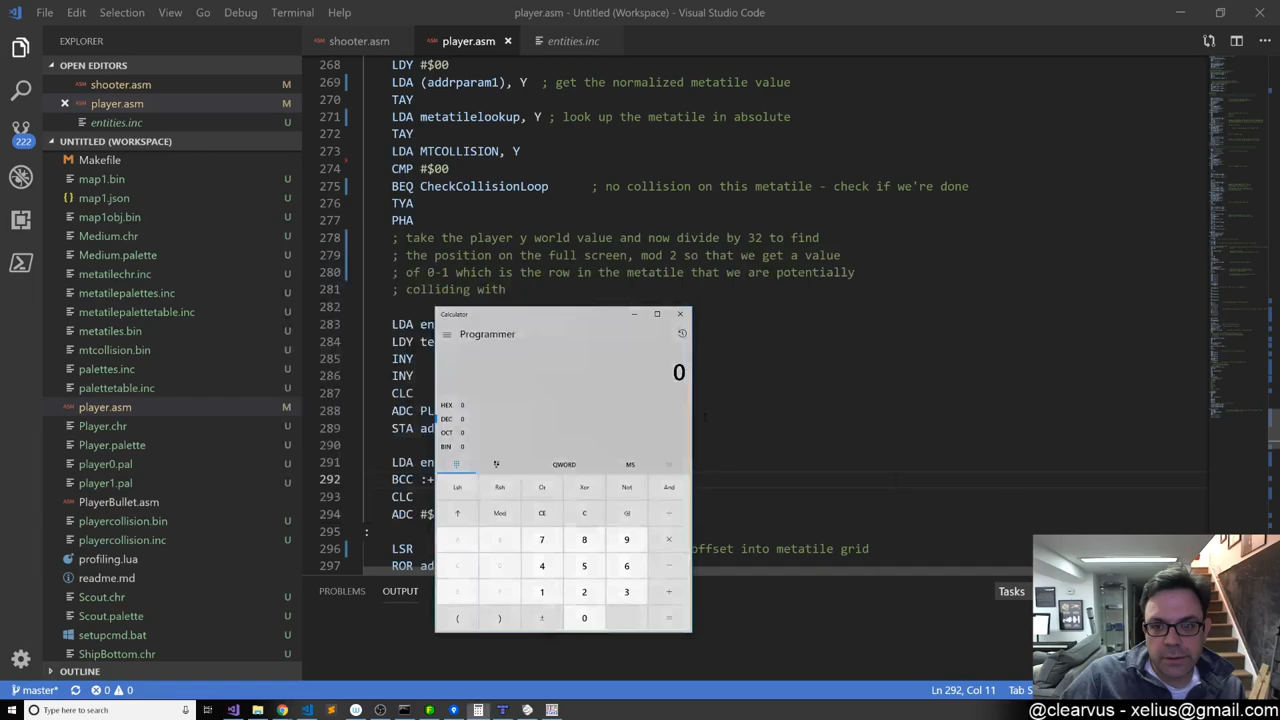 File Edit Selection View Go Debug Terminal Help
player.asm - Untitled (Workspace) - Visual Studio Code
EXPLORER
OPEN EDITORS
shooter.asm M
player.asm M
entities.inc U
UNTITLED (WORKSPACE)
Makefile U
map1.bin U
map1.json U
map1obj.bin U
Medium.chr U
Medium.palette U
metatilechr.inc U
metatilepalettes.inc U
metatilepalettetable.inc U
metatiles.bin U
mtcollision.bin U
palettes.inc U
palettetable.inc U
player.asm M
Player.chr U
Player.palette U
player0.pal U
player1.pal U
PlayerBullet.asm U
playercollision.bin U
playercollision.inc U
profiling.lua U
readme.md U
Scout.chr U
Scout.palette U
setupcmd.bat U
ShipBottom.chr U
OUTLINE
222
shooter.asm
player.asm
entities.inc
268 LDY #$00
269 LDA (addrparam1), Y ; get the normalized metatile value
270 TAY
271 LDA metatilelookup, Y ; look up the metatile in absolute
272 TAY
273 LDA MTCOLLISION, Y
274 CMP #$00
275 BEQ CheckCollisionLoop ; no collision on this metatile - check if we're done
276 TYA
277 PHA
278 ; take the player y world value and now divide by 32 to find
279 ; the position on the full screen, mod 2 so that we get a value
280 ; of 0-1 which is the row in the metatile that we are potentially
281 ; colliding with
282
283 LDA en
284 LDY te
285 INY
286 INY
287 CLC
288 ADC PL
289 STA ad
290
291 LDA en
292 BCC :+
293 CLC
294 ADC #$
295 :
296 LSR offset into metatile grid
297 ROR ad
Calculator
Programmer
0
HEX 0
DEC 0
OCT 0
BIN 0
QWORD MS
Lsh Rsh Or Xor Not And
↑ Mod CE C ÷
7 8 9 ×
4 5 6 −
1 2 3 +
( ) ± 0 =
PROBLEMS OUTPUT
Tasks
master*
0 0
Ln 292, Col 11
Type here to search
@clearvus - xelius@gmail.com